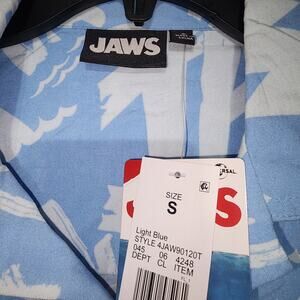 JAWS
SIZE
S
Light Blue
STYLE 4JAW90120T
045 06 4248
DEPT CL ITEM